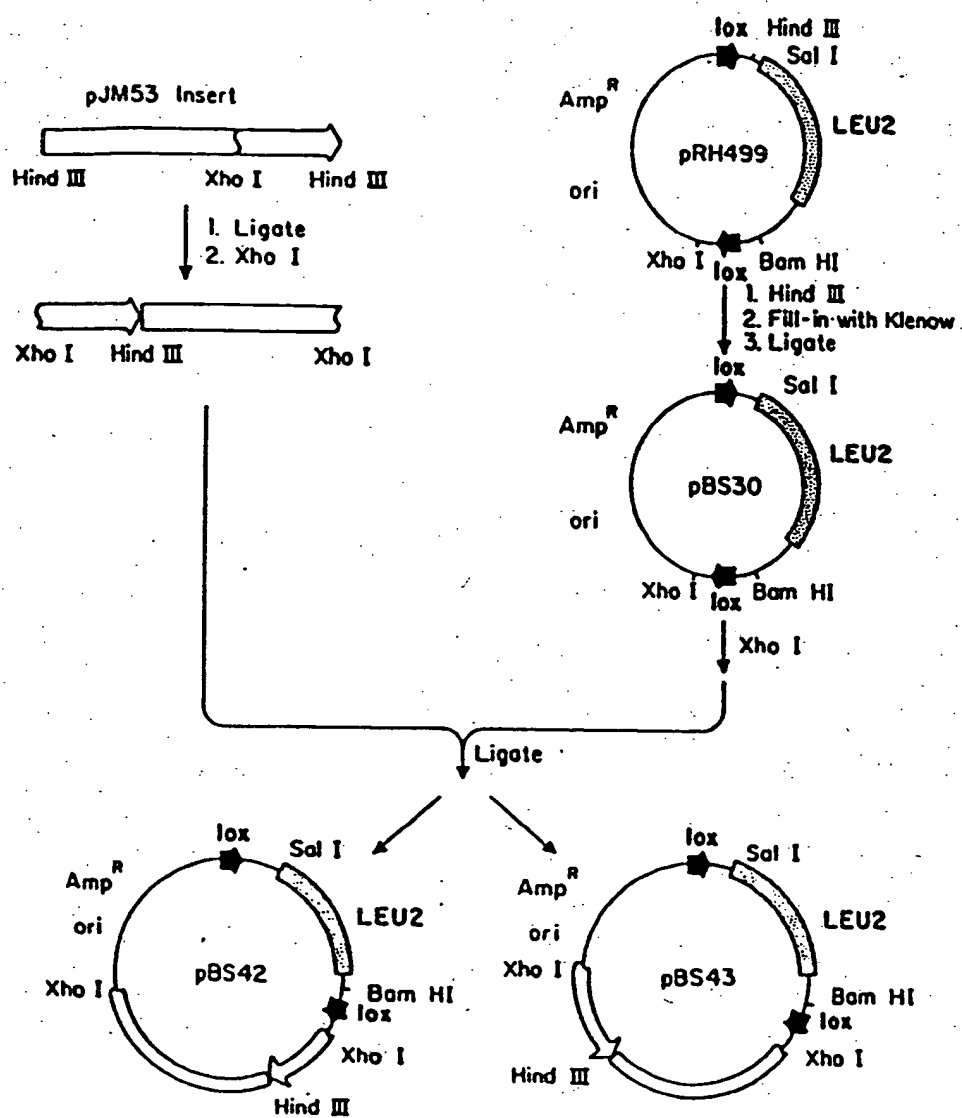 pJM53 Insert
Hind III
Xho I
Hind III
1. Ligate
2. Xho I
Xho I
Hind III
Xho I
lox
Hind III
Sal I
Amp^R
LEU2
pRH499
ori
Xho I
lox
Bam HI
1. Hind III
2. Fill-in with Klenow
3. Ligate
lox
Sal I
Amp^R
LEU2
pBS30
ori
Xho I
lox
Bam HI
Xho I
Ligate
lox
Sal I
Amp^R
ori
LEU2
pBS42
Xho I
Bam HI
lox
Xho I
Hind III
lox
Sal I
Amp^R
LEU2
ori
Xho I
pBS43
Bam HI
lox
Xho I
Hind III